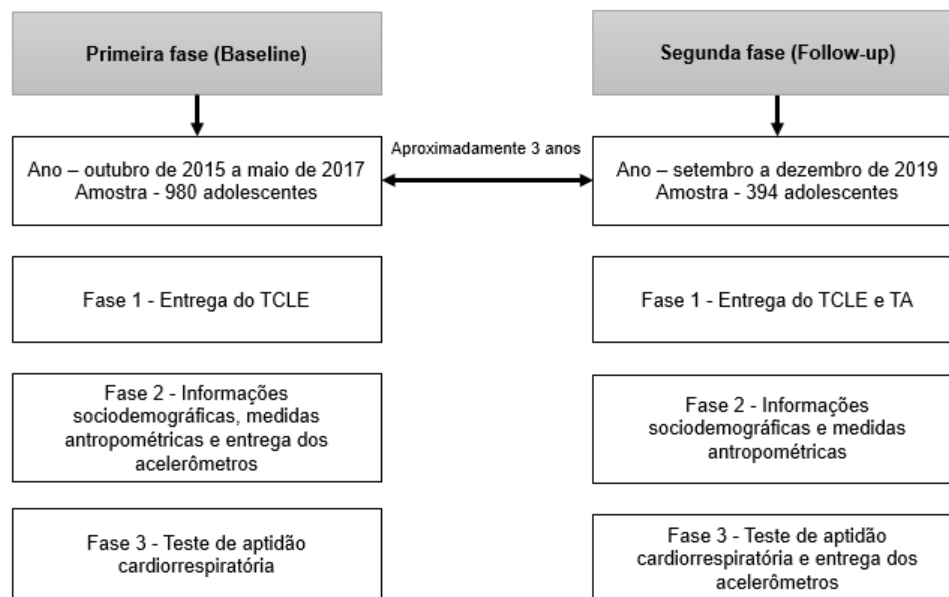 Primeira fase (Baseline)
Segunda fase (Follow-up)
Ano – outubro de 2015 a maio de 2017
Amostra - 980 adolescentes
Aproximadamente 3 anos
Ano – setembro a dezembro de 2019
Amostra - 394 adolescentes
Fase 1 - Entrega do TCLE
Fase 1 - Entrega do TCLE e TA
Fase 2 - Informações
sociodemográficas, medidas
antropométricas e entrega dos
acelerômetros
Fase 2 - Informações
sociodemográficas e medidas
antropométricas
Fase 3 - Teste de aptidão
cardiorrespiratória
Fase 3 - Teste de aptidão
cardiorrespiratória e entrega dos
acelerômetros